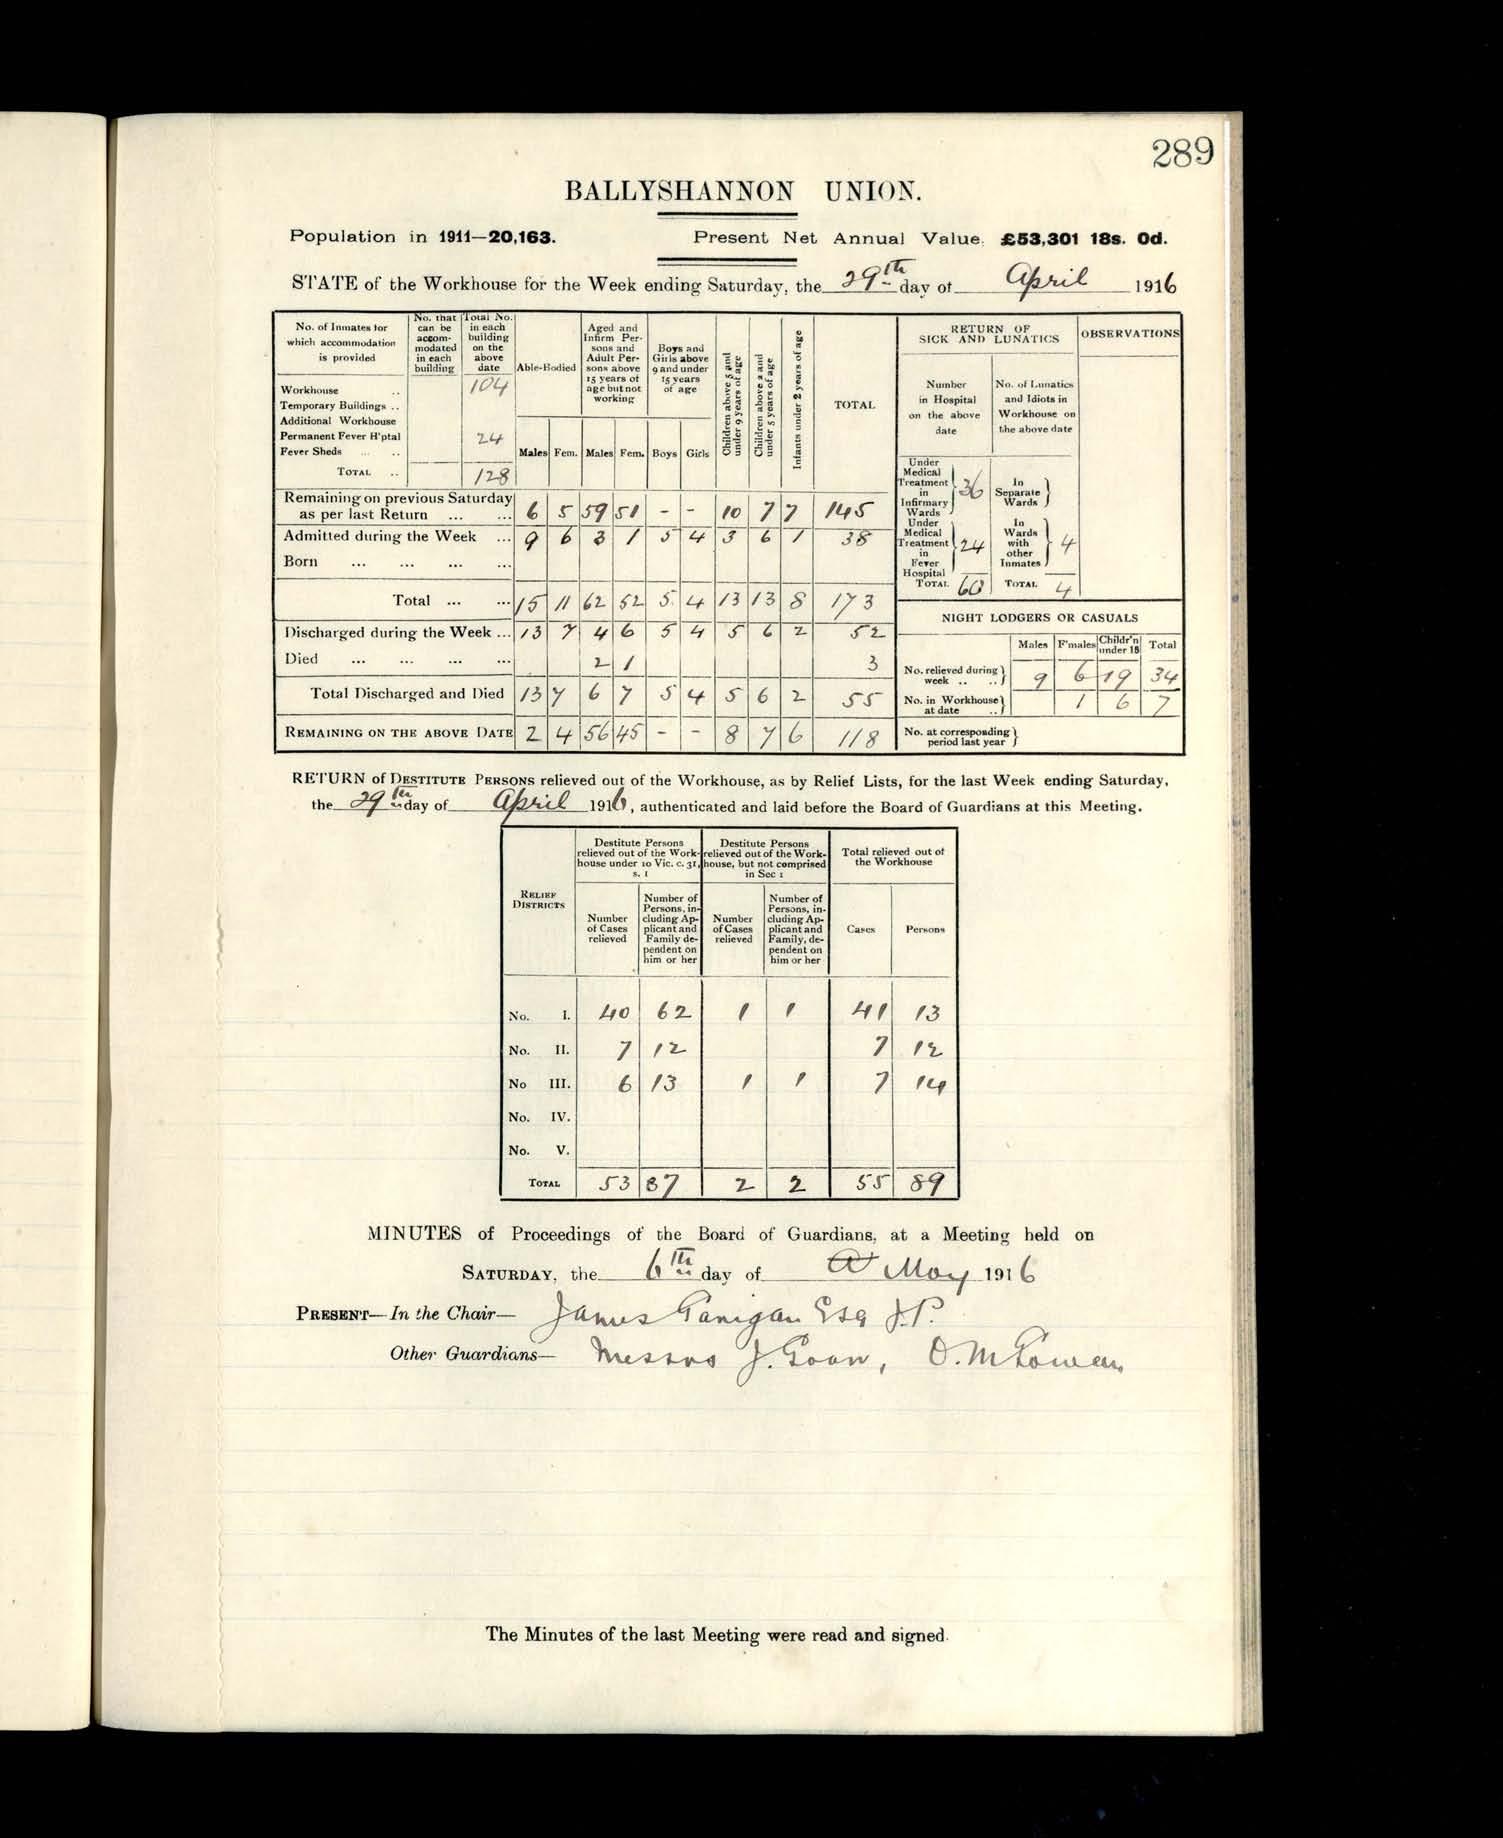 289
BALLYSHANNON UNION.
Population in 1911—20,163. Present Net Annual Value, £53,301 18s. 0d.
STATE of the Workhouse for the Week ending Saturday, the 29th day of April 1916
No. of Inmates for which accommodation is provided | No. that can be accommodated in each building | Total No. in each building on the above date | Able-Bodied | Aged and Infirm Persons and Adult Persons above 15 years of age but not working | Boys and Girls above 9 and under 15 years of age | Children above 5 and under 9 years of age | Children above 2 and under 5 years of age | Infants under 2 years of age | TOTAL
Workhouse .. 104
Temporary Buildings ..
Additional Workhouse
Permanent Fever H'ptal 24
Fever Sheds ... ..
TOTAL .. 128
Males Fem. Males Fem. Boys Girls
Remaining on previous Saturday as per last Return ... ... 6 5 59 51 - - 10 7 7 145
Admitted during the Week ... 9 6 3 1 5 4 3 6 1 38
Born ... ... ... ...
Total ... ... 15 11 62 52 5 4 13 13 8 173
Discharged during the Week ... 13 7 4 6 5 4 5 6 2 52
Died ... ... ... ... 2 1 3
Total Discharged and Died 13 7 6 7 5 4 5 6 2 55
REMAINING ON THE ABOVE DATE 2 4 56 45 - - 8 7 6 118
RETURN OF SICK AND LUNATICS
OBSERVATIONS
Number in Hospital on the above date | No. of Lunatics and Idiots in Workhouse on the above date
Under Medical Treatment in Infirmary Wards } 36 | In Separate Wards }
Under Medical Treatment in Fever Hospital } 24 | In Wards with other Inmates } 4
TOTAL 60 | TOTAL 4
NIGHT LODGERS OR CASUALS
Males F'males Childr'n under 18 Total
No. relieved during week .. .. } 9 6 19 34
No. in Workhouse at date .. } 1 6 7
No. at corresponding period last year }
RETURN of DESTITUTE PERSONS relieved out of the Workhouse, as by Relief Lists, for the last Week ending Saturday,
the 29th day of April 1916, authenticated and laid before the Board of Guardians at this Meeting.
RELIEF DISTRICTS | Destitute Persons relieved out of the Workhouse under 10 Vic. c. 31, s. 1 | Destitute Persons relieved out of the Workhouse, but not comprised in Sec 1 | Total relieved out of the Workhouse
Number of Cases relieved | Number of Persons, including Applicant and Family dependent on him or her | Number of Cases relieved | Number of Persons, including Applicant and Family, dependent on him or her | Cases | Persons
No. I. 40 62 1 1 41 13
No. II. 7 12 7 12
No III. 6 13 1 1 7 14
No. IV.
No. V.
TOTAL 53 87 2 2 55 89
MINUTES of Proceedings of the Board of Guardians, at a Meeting held on
SATURDAY, the 6th day of May 1916
PRESENT—In the Chair— James Ganigan Esq J.P.
Other Guardians— Messrs J. Goan, O. McGowan
The Minutes of the last Meeting were read and signed.